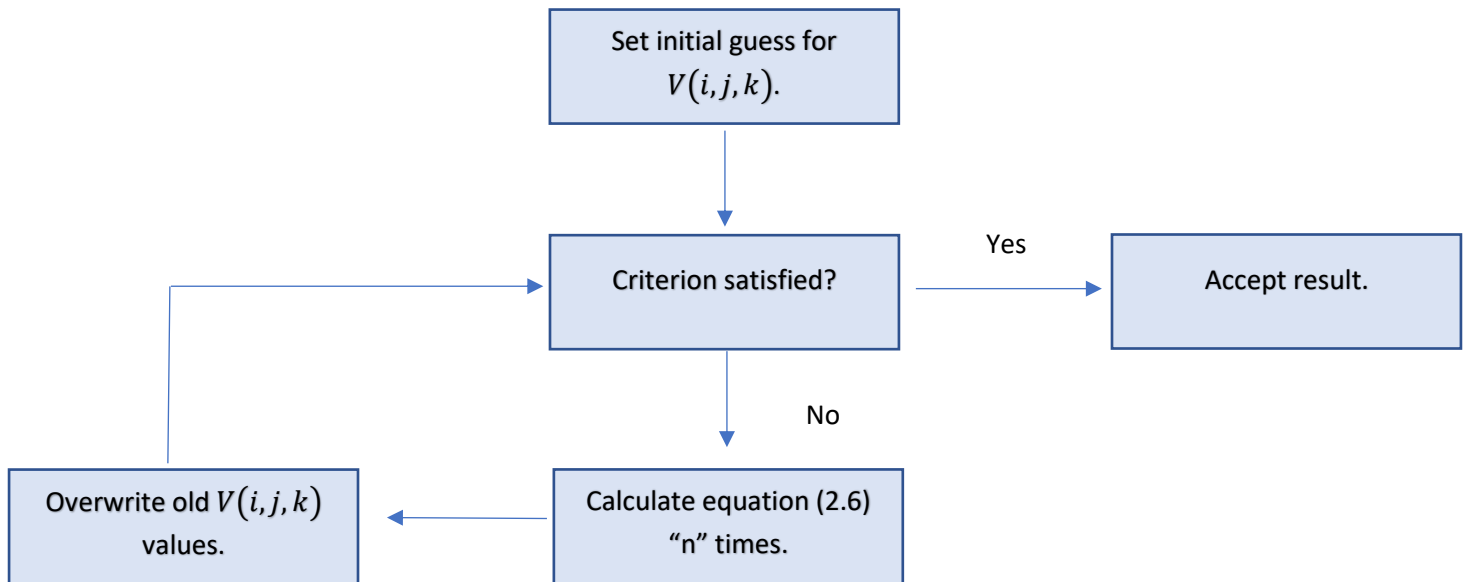 Set initial guess for
V(i, j, k).
Criterion satisfied?
Yes
Accept result.
No
Overwrite old V(i, j, k)
values.
Calculate equation (2.6)
“n” times.